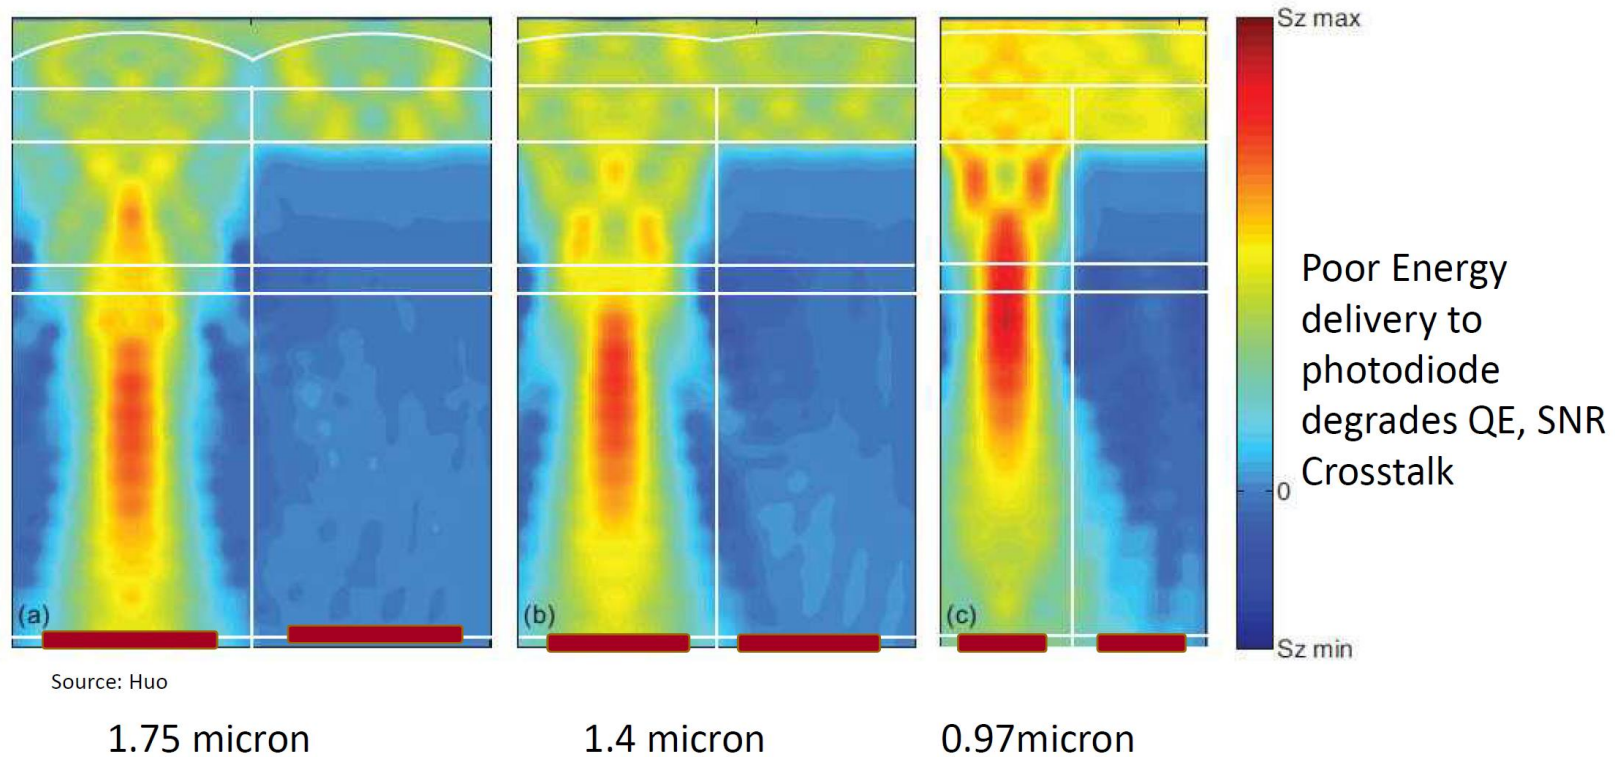 Sz max
Poor Energy
delivery to
photodiode
degrades QE, SNR
Crosstalk
0
(a)
(b)
(c)
Sz min
Source: Huo
1.75 micron
1.4 micron
0.97micron